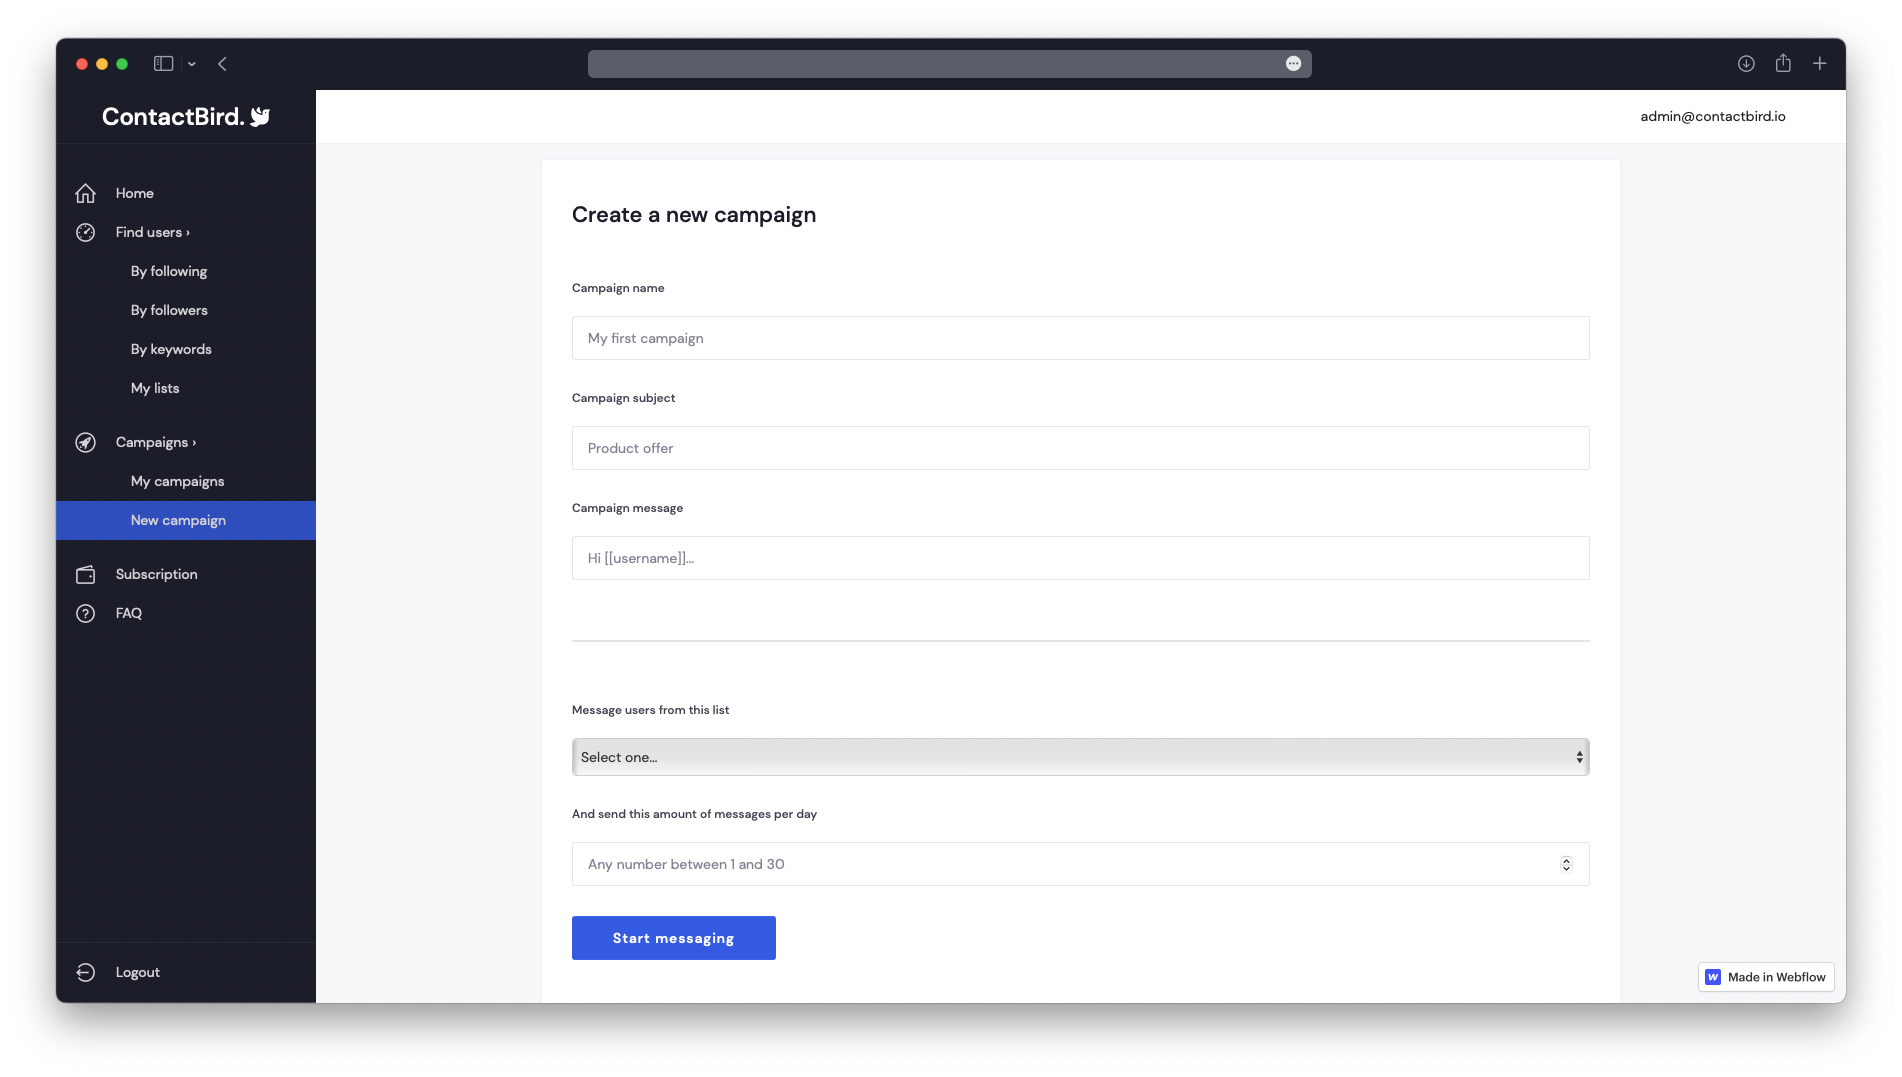 ContactBird.
admin@contactbird.io
Home
Find users ›
By following
By followers
By keywords
My lists
Campaigns ›
My campaigns
New campaign
Subscription
FAQ
Logout
Create a new campaign
Campaign name
My first campaign
Campaign subject
Product offer
Campaign message
Hi [[username]]...
Message users from this list
Select one...
And send this amount of messages per day
Any number between 1 and 30
Start messaging
Made in Webflow